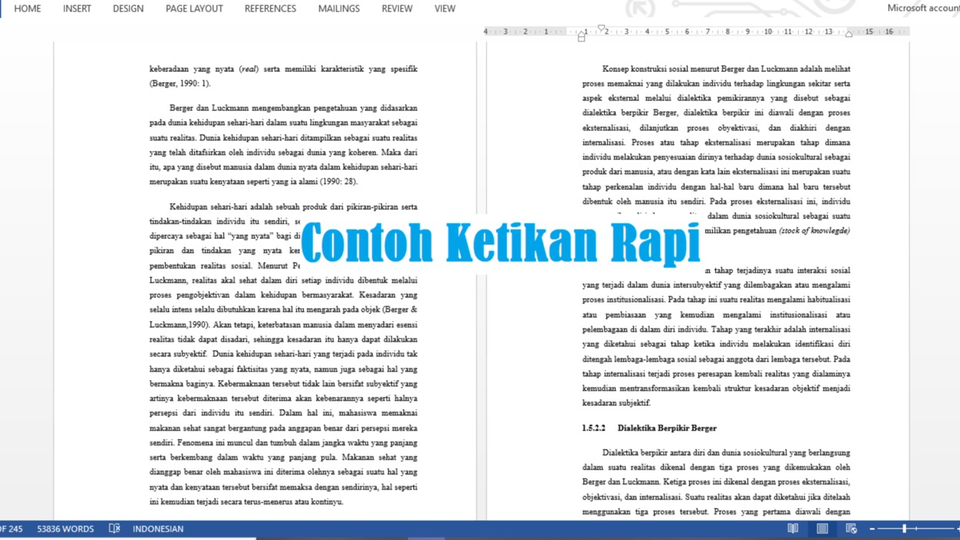 HOME INSERT DESIGN PAGE LAYOUT REFERENCES MAILINGS REVIEW VIEW Microsoft account
4 3 2 1 1 2 3 4 5 6 7 8 9 10 11 12 13 15 16
keberadaan yang nyata (real) serta memiliki karakteristik yang spesifik
(Berger, 1990: 1).
Berger dan Luckmann mengembangkan pengetahuan yang didasarkan
pada dunia kehidupan sehari-hari dalam suatu lingkungan masyarakat sebagai
suatu realitas. Dunia kehidupan sehari-hari ditampilkan sebagai suatu realitas
yang telah ditafsirkan oleh individu sebagai dunia yang koheren. Maka dari
itu, apa yang disebut manusia dalam dunia nyata dalam kehidupan sehari-hari
merupakan suatu kenyataan seperti yang ia alami (1990: 28).
Kehidupan sehari-hari adalah sebuah produk dari pikiran-pikiran serta
tindakan-tindakan individu itu sendiri,
dipercaya sebagai hal “yang nyata” bagi
pikiran dan tindakan yang nyata
pembentukan realitas sosial. Menurut
Luckmann, realitas akal sehat dalam diri setiap individu dibentuk melalui
proses pengobjektivan dalam kehidupan bermasyarakat. Kesadaran yang
selalu intens selalu dibutuhkan karena hal itu mengarah pada objek (Berger &
Luckmann,1990). Akan tetapi, keterbatasan manusia dalam menyadari esensi
realitas tidak dapat disadari, sehingga kesadaran itu hanya dapat dilakukan
secara subyektif. Dunia kehidupan sehari-hari yang terjadi pada individu tak
hanya diketahui sebagai faktisitas yang nyata, namun juga sebagai hal yang
bermakna baginya. Kebermaknaan tersebut tidak lain bersifat subyektif yang
artinya kebermaknaan tersebut diterima akan kebenarannya seperti halnya
persepsi dari individu itu sendiri. Dalam hal ini, mahasiswa memaknai
makanan sehat sangat bergantung pada anggapan benar dari persepsi mereka
sendiri. Fenomena ini muncul dan tumbuh dalam jangka waktu yang panjang
serta berkembang dalam waktu yang panjang pula. Makanan sehat yang
dianggap benar oleh mahasiswa ini diterima olehnya sebagai suatu hal yang
nyata dan kenyataan tersebut bersifat memaksa dengan sendirinya, hal seperti
ini kemudian terjadi secara terus-menerus atau kontinyu.
Contoh Ketikan Rapi
Konsep konstruksi sosial menurut Berger dan Luckmann adalah melihat
proses memaknai yang dilakukan individu terhadap lingkungan sekitar serta
aspek eksternal melalui dialektika pemikirannya yang disebut sebagai
dialektika berpikir Berger, dialektika berpikir ini diawali dengan proses
eksternalisasi, dilanjutkan proses obyektivasi, dan diakhiri dengan
internalisasi. Proses atau tahap eksternalisasi merupakan tahap dimana
individu melakukan penyesuaian dirinya terhadap dunia sosiokultural sebagai
produk dari manusia, atau dengan kata lain eksternalisasi ini merupakan suatu
tahap perkenalan individu dengan hal-hal baru dimana hal baru tersebut
dibentuk oleh manusia itu sendiri. Pada proses eksternalisasi ini, individu
dalam dunia sosiokultural sebagai suatu
pengetahuan (stock of knowlegde)
tahap terjadinya suatu interaksi sosial
yang terjadi dalam dunia intersubyektif yang dilembagakan atau mengalami
proses institusionalisasi. Pada tahap ini suatu realitas mengalami habitualisasi
atau pembiasaan yang kemudian mengalami institusionalisasi atau
pelembagaan di dalam diri individu. Tahap yang terakhir adalah internalisasi
yang diketahui sebagai tahap ketika individu melakukan identifikasi diri
ditengah lembaga-lembaga sosial sebagai anggota dari lembaga tersebut. Pada
tahap internalisasi terjadi proses peresapan kembali realitas yang dialaminya
kemudian mentransformasikan kembali struktur kesadaran objektif menjadi
kesadaran subjektif.
1.5.2.2 Dialektika Berpikir Berger
Dialektika berpikir antara diri dan dunia sosiokultural yang berlangsung
dalam suatu realitas dikenal dengan tiga proses yang dikemukakan oleh
Berger dan Luckmann. Ketiga proses ini dikenal dengan proses eksternalisasi,
objektivasi, dan internalisasi. Suatu realitas akan dapat diketahui jika ditelaah
menggunakan tiga proses tersebut. Proses yang pertama diawali dengan
OF 245 53836 WORDS INDONESIAN